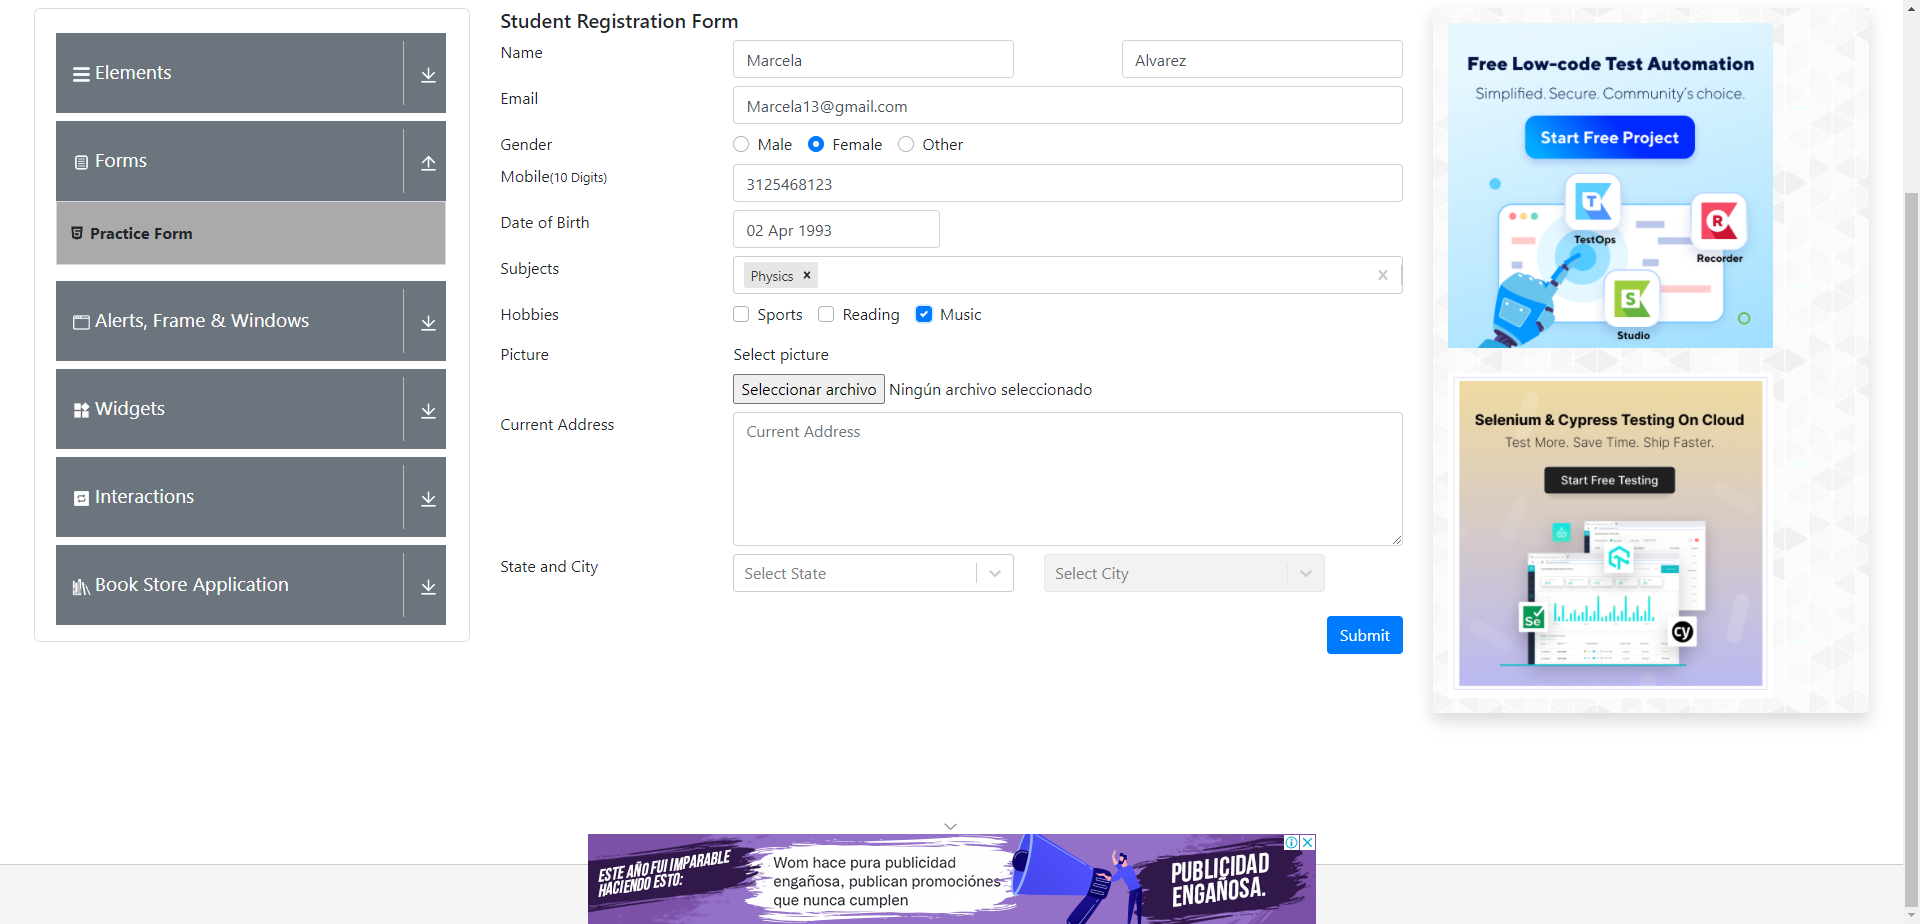 Elements
Forms
Practice Form
Alerts, Frame & Windows
Widgets
Interactions
Book Store Application
Student Registration Form
Name
Marcela
Alvarez
Email
Marcela13@gmail.com
Gender
Male
Female
Other
Mobile(10 Digits)
3125468123
Date of Birth
02 Apr 1993
Subjects
Physics
Hobbies
Sports
Reading
Music
Picture
Select picture
Seleccionar archivo
Ningún archivo seleccionado
Current Address
Current Address
State and City
Select State
Select City
Submit
Free Low-code Test Automation
Simplified. Secure. Community's choice.
Start Free Project
T
TestOps
R
Recorder
S
Studio
Selenium & Cypress Testing On Cloud
Test More. Save Time. Ship Faster.
Start Free Testing
Se
cy
ESTE AÑO FUI IMPARABLE
HACIENDO ESTO:
Wom hace pura publicidad
engañosa, publican promociónes
que nunca cumplen
PUBLICIDAD
ENGAÑOSA.